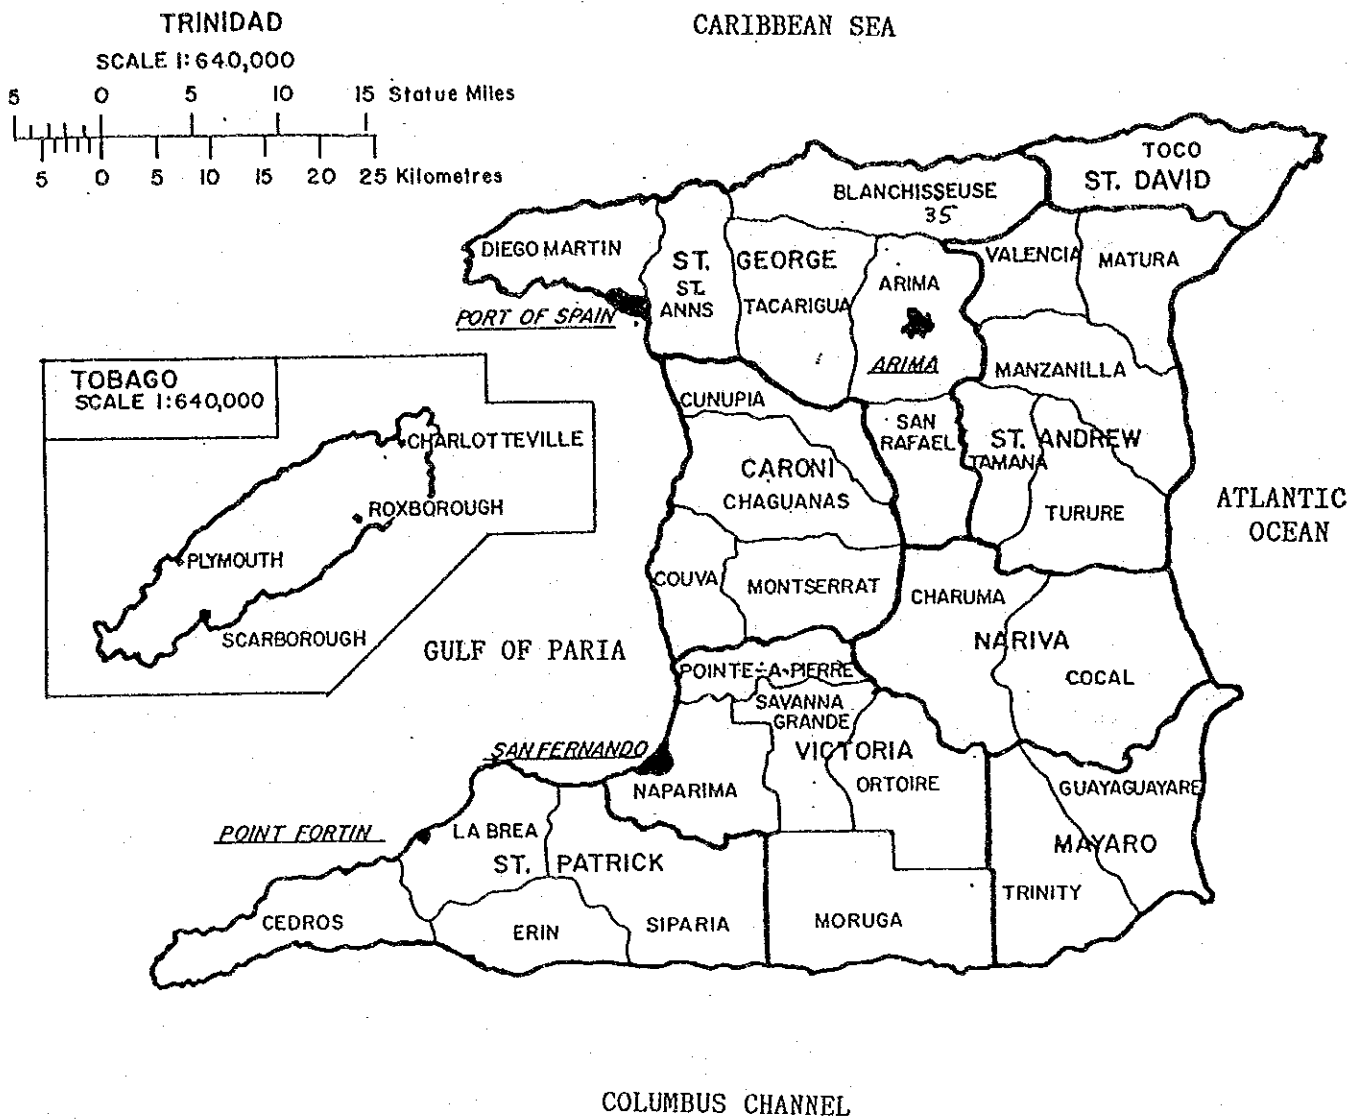 TRINIDAD
SCALE 1:640,000
5 0 5 10 15 Statue Miles
5 0 5 10 15 20 25 Kilometres
CARIBBEAN SEA
TOCO
ST. DAVID
BLANCHISSEUSE
35
DIEGO MARTIN
ST. GEORGE
VALENCIA
MATURA
ST.
ANNS
TACARIGUA
ARIMA
PORT OF SPAIN
ARIMA
MANZANILLA
TOBAGO
SCALE 1:640,000
CHARLOTTEVILLE
ROXBOROUGH
PLYMOUTH
SCARBOROUGH
CUNUPIA
SAN
RAFAEL
ST. ANDREW
TAMANA
CARONI
CHAGUANAS
TURURE
ATLANTIC
OCEAN
COUVA
MONTSERRAT
CHARUMA
NARIVA
COCAL
GULF OF PARIA
POINTE-A-PIERRE
SAVANNA
GRANDE
SAN FERNANDO
VICTORIA
NAPARIMA
ORTOIRE
GUAYAGUAYARE
MAYARO
POINT FORTIN
LA BREA
ST. PATRICK
TRINITY
CEDROS
ERIN
SIPARIA
MORUGA
COLUMBUS CHANNEL